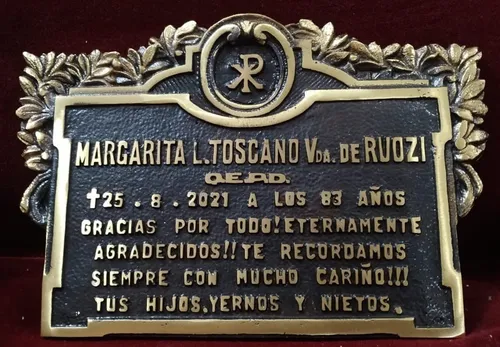 MARGARITA L. TOSCANO VDA. DE RUOZI
Q.E.P.D.
✝25 . 8 . 2021 A LOS 83 AÑOS
GRACIAS POR TODO! ETERNAMENTE
AGRADECIDOS!! TE RECORDAMOS
SIEMPRE CON MUCHO CARIÑO!!!
TUS HIJOS, YERNOS Y NIETOS.